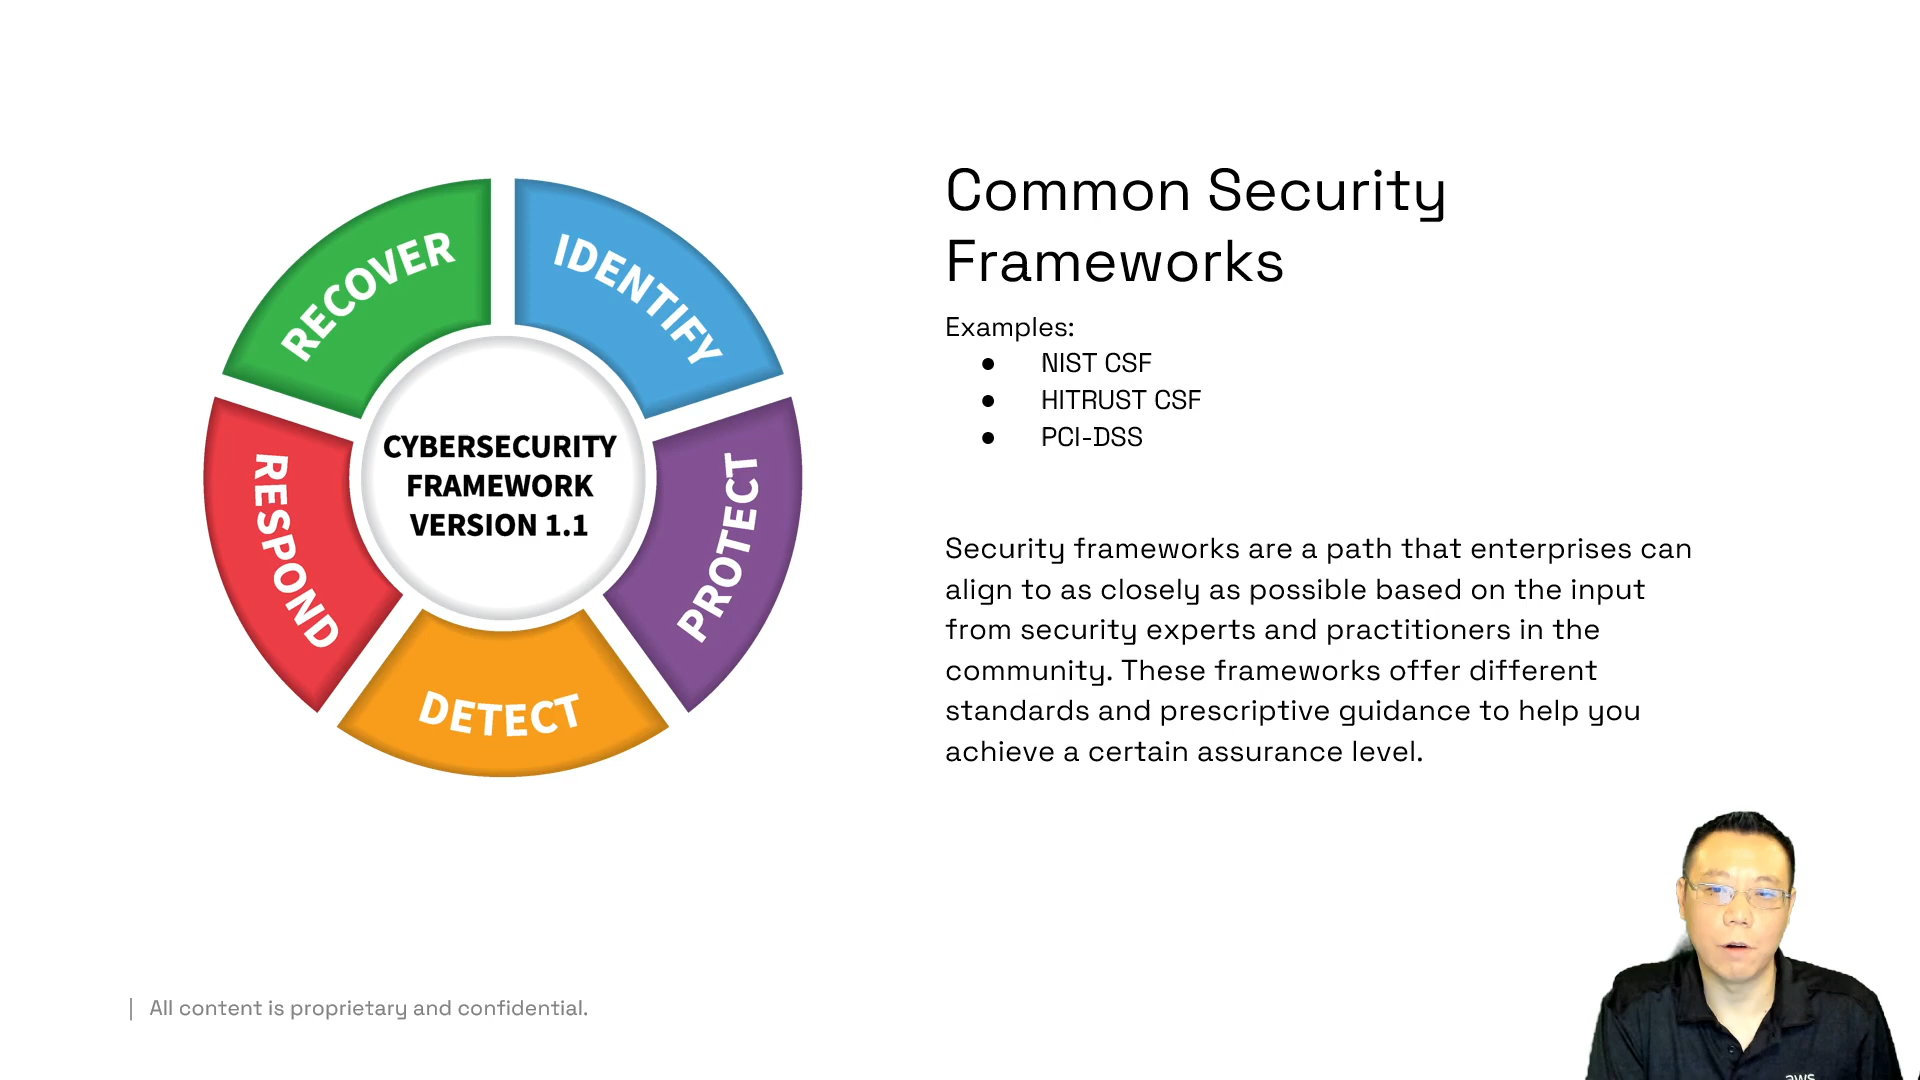 RECOVER
IDENTIFY
RESPOND
PROTECT
DETECT
CYBERSECURITY
FRAMEWORK
VERSION 1.1
Common Security
Frameworks
Examples:
● NIST CSF
● HITRUST CSF
● PCI-DSS
Security frameworks are a path that enterprises can
align to as closely as possible based on the input
from security experts and practitioners in the
community. These frameworks offer different
standards and prescriptive guidance to help you
achieve a certain assurance level.
| All content is proprietary and confidential.
aws